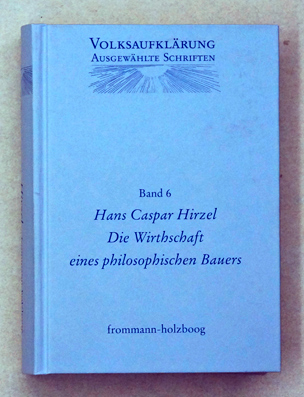 Volksaufklärung
Ausgewählte Schriften
Band 6
Hans Caspar Hirzel
Die Wirthschaft
eines philosophischen Bauers
frommann-holzboog